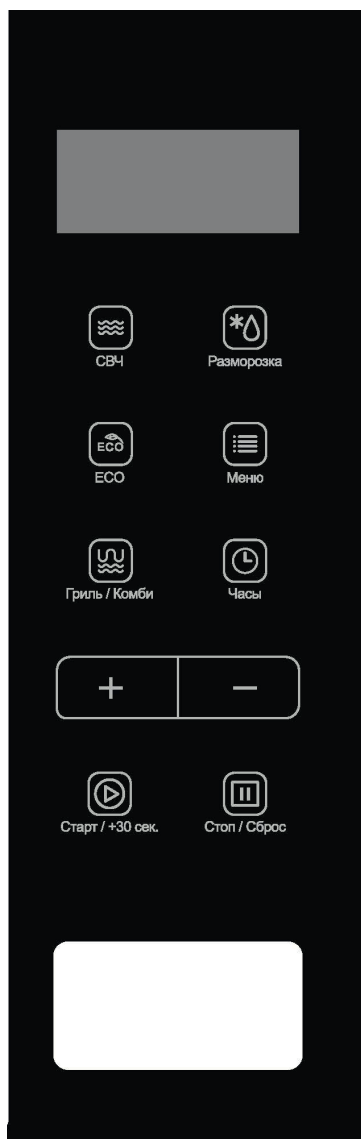 СВЧ
Разморозка
ECO
ECO
Меню
Гриль / Комби
Часы
+
−
Старт / +30 сек.
Стоп / Сброс